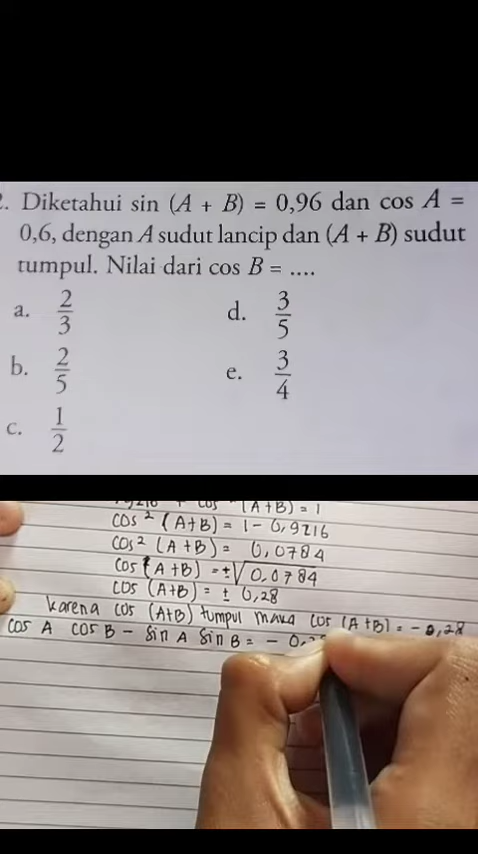 . Diketahui sin (A + B) = 0,96 dan cos A =
0,6, dengan A sudut lancip dan (A + B) sudut
tumpul. Nilai dari cos B = ....
a. 2/3
d. 3/5
b. 2/5
e. 3/4
c. 1/2
(A+B) = 1
cos² (A+B) = 1 - 0,9216
cos² (A+B) = 0,0784
cos (A+B) = ±√0.0784
cos (A+B) = ± 0,28
karena cos (A+B) tumpul maka cos (A+B) = - 0,28
cos A cos B - sin A sin B = - 0,